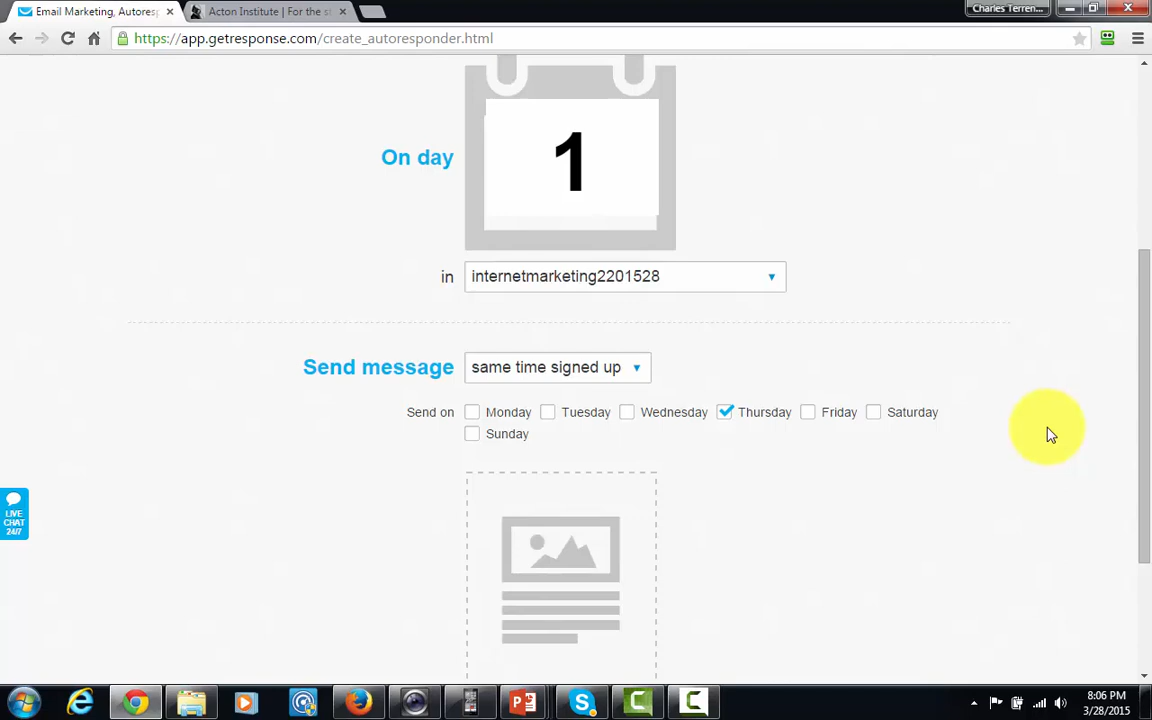 Email Marketing, Autoresp
Acton Institute | For the st
Charles Terren...
https://app.getresponse.com/create_autoresponder.html
On day
1
in
internetmarketing2201528
Send message
same time signed up
Send on
Monday
Tuesday
Wednesday
Thursday
Friday
Saturday
Sunday
LIVE
CHAT
24/7
8:06 PM
3/28/2015